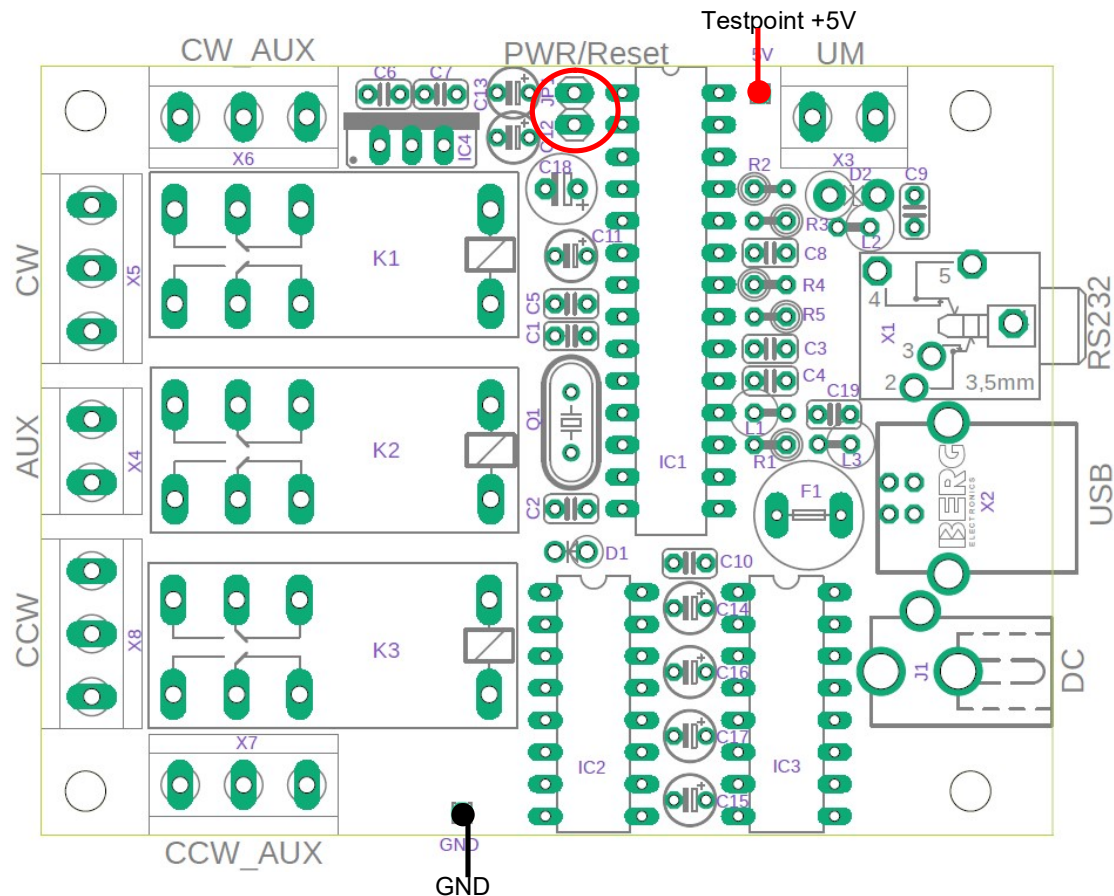 Testpoint +5V
CW_AUX
PWR/Reset
5V
UM
C6
C7
C13
JP1
C12
IC4
X6
X3
C18
R2
D2
C9
R3
L2
CW
X5
K1
C11
C8
C5
R4
C1
R5
X1
5
4
3
2
3,5mm
RS232
C3
C4
C19
AUX
X4
K2
Q1
L1
IC1
R1
L3
C2
F1
BERG
ELECTRONICS
X2
USB
D1
C10
CCW
X8
K3
C14
C16
J1
DC
X7
C17
IC2
IC3
C15
GND
CCW_AUX
GND